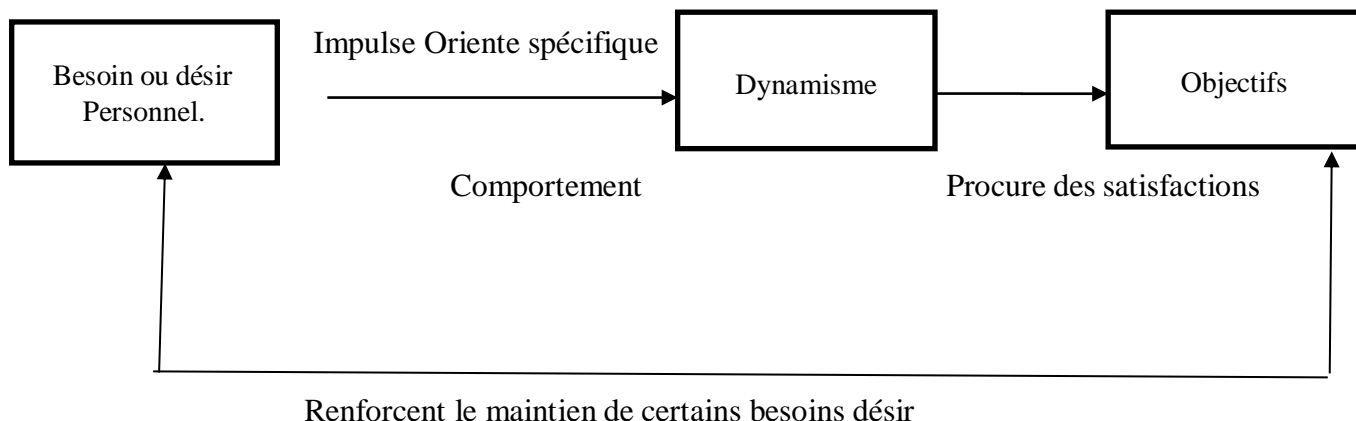 Impulse Oriente spécifique
Besoin ou désir
Personnel.
Dynamisme
Objectifs
Comportement
Procure des satisfactions
Renforcent le maintien de certains besoins désir